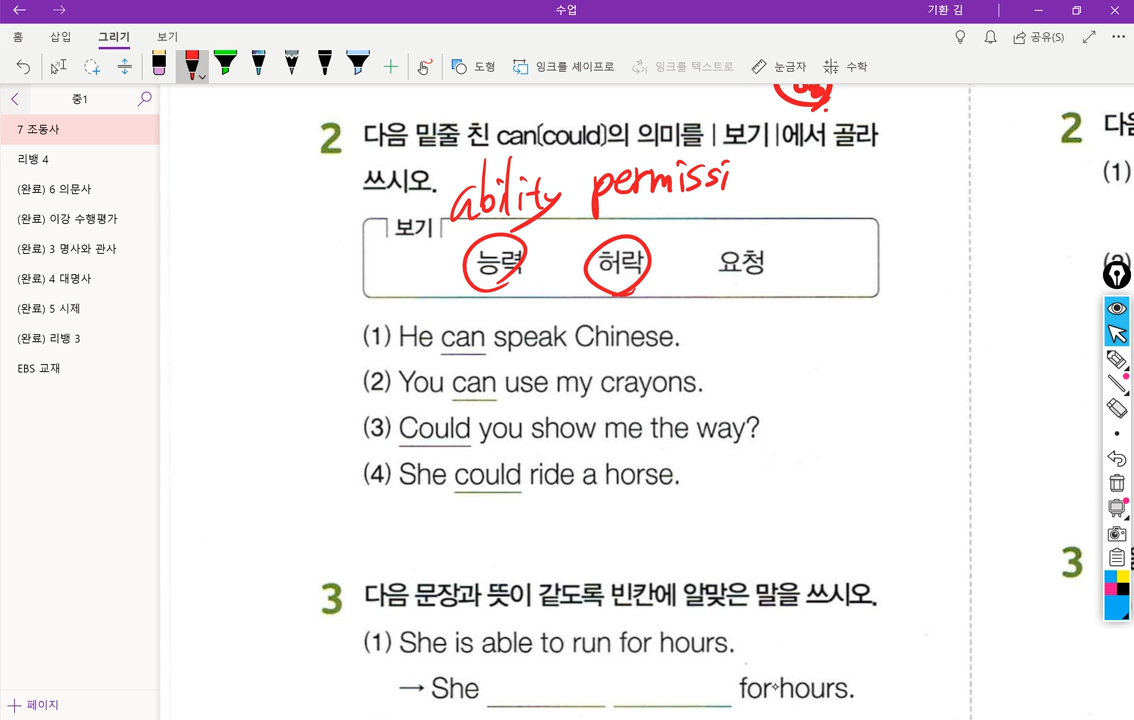 수업
기환 김
홈 삽입 그리기 보기
공유(S)
도형 잉크를 셰이프로 잉크를 텍스트로 눈금자 수학
중1
7 조동사
리뱅 4
(완료) 6 의문사
(완료) 이강 수행평가
(완료) 3 명사와 관사
(완료) 4 대명사
(완료) 5 시제
(완료) 리뱅 3
EBS 교재
페이지
2 다음 밑줄 친 can(could)의 의미를 | 보기 |에서 골라
쓰시오.
ability permissi
보기
능력 허락 요청
(1) He can speak Chinese.
(2) You can use my crayons.
(3) Could you show me the way?
(4) She could ride a horse.
3 다음 문장과 뜻이 같도록 빈칸에 알맞은 말을 쓰시오.
(1) She is able to run for hours.
→ She ________ ________ for hours.
2 다음
(1)
3